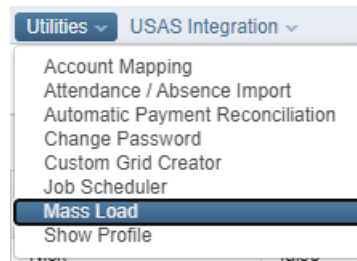 Utilities USAS Integration
Account Mapping
Attendance / Absence Import
Automatic Payment Reconciliation
Change Password
Custom Grid Creator
Job Scheduler
Mass Load
Show Profile